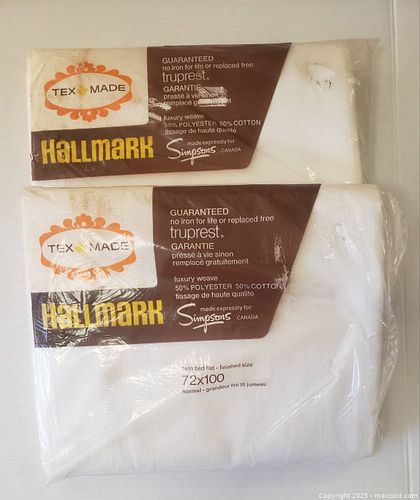 GUARANTEED
no iron for life or replaced free
truprest.
GARANTIE
pressé à vie sinon
remplacé gratuitement
TEX MADE
luxury weave
50% POLYESTER 50% COTTON
tissage de haute qualité
Hallmark
made expressly for
Simpsons CANADA
GUARANTEED
no iron for life or replaced free
truprest.
GARANTIE
pressé à vie sinon
remplacé gratuitement
TEX MADE
luxury weave
50% POLYESTER 50% COTTON
tissage de haute qualité
Hallmark
made expressly for
Simpsons CANADA
twin bed flat - finished size
72x100
normal - grandeur fini lit jumeau
Copyright 2025 - maxsold.com